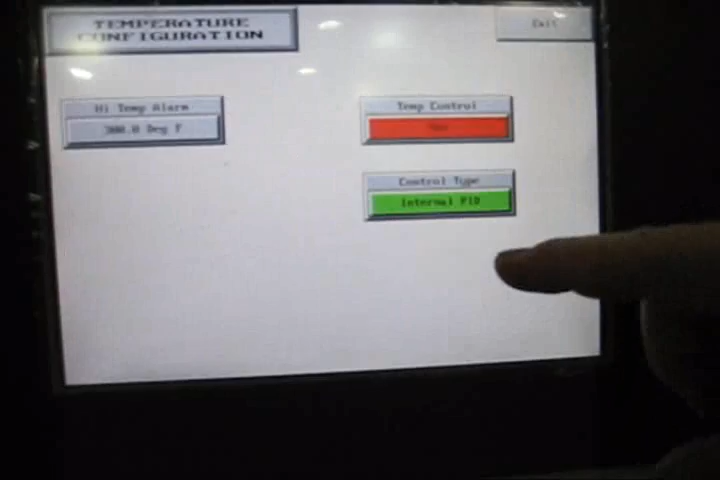 TEMPERATURE
CONFIGURATION
Exit
Hi Temp Alarm
300.0 Deg F
Temp Control
Control Type
Internal PID